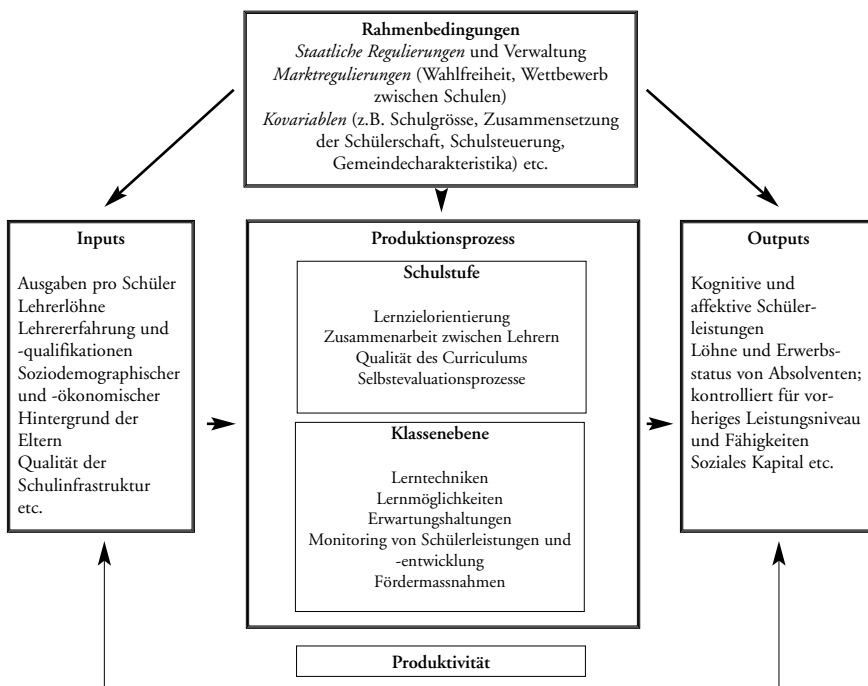 Rahmenbedingungen
Staatliche Regulierungen und Verwaltung
Marktregulierungen (Wahlfreiheit, Wettbewerb
zwischen Schulen)
Kovariablen (z.B. Schulgrösse, Zusammensetzung
der Schülerschaft, Schulsteuerung,
Gemeindecharakteristika) etc.
Inputs
Ausgaben pro Schüler
Lehrerlöhne
Lehrererfahrung und
-qualifikationen
Soziodemographischer
und -ökonomischer
Hintergrund der
Eltern
Qualität der
Schulinfrastruktur
etc.
Produktionsprozess
Schulstufe
Lernzielorientierung
Zusammenarbeit zwischen Lehrern
Qualität des Curriculums
Selbstevaluationsprozesse
Klassenebene
Lerntechniken
Lernmöglichkeiten
Erwartungshaltungen
Monitoring von Schülerleistungen und
-entwicklung
Fördermassnahmen
Outputs
Kognitive und
affektive Schüler-
leistungen
Löhne und Erwerbs-
status von Absolventen;
kontrolliert für vor-
heriges Leistungsniveau
und Fähigkeiten
Soziales Kapital etc.
Produktivität